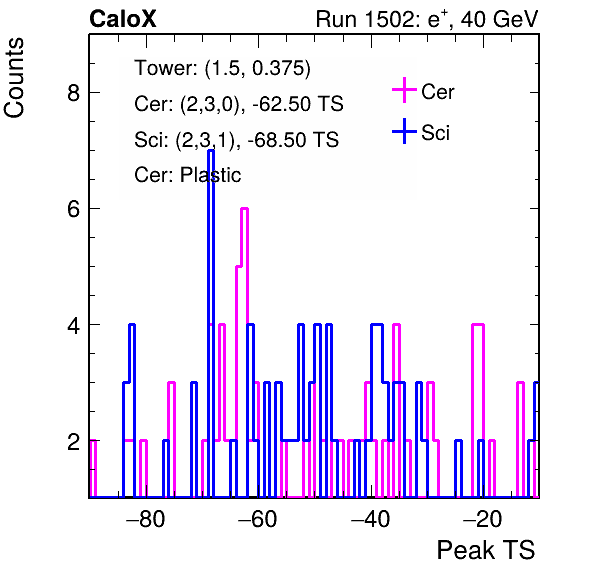 CaloX Run 1502: e⁺, 40 GeV
Counts
Tower: (1.5, 0.375)
Cer: (2,3,0), -62.50 TS
Sci: (2,3,1), -68.50 TS
Cer: Plastic
Cer
Sci
8
6
4
2
−80 −60 −40 −20
Peak TS